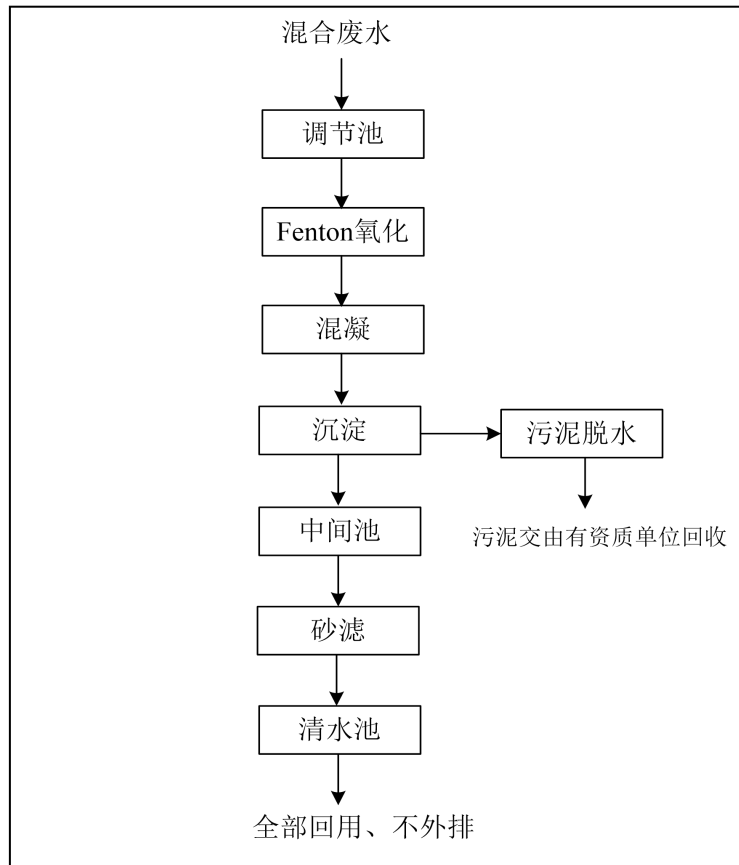 混合废水
调节池
Fenton氧化
混凝
沉淀
污泥脱水
中间池
污泥交由有资质单位回收
砂滤
清水池
全部回用、不外排